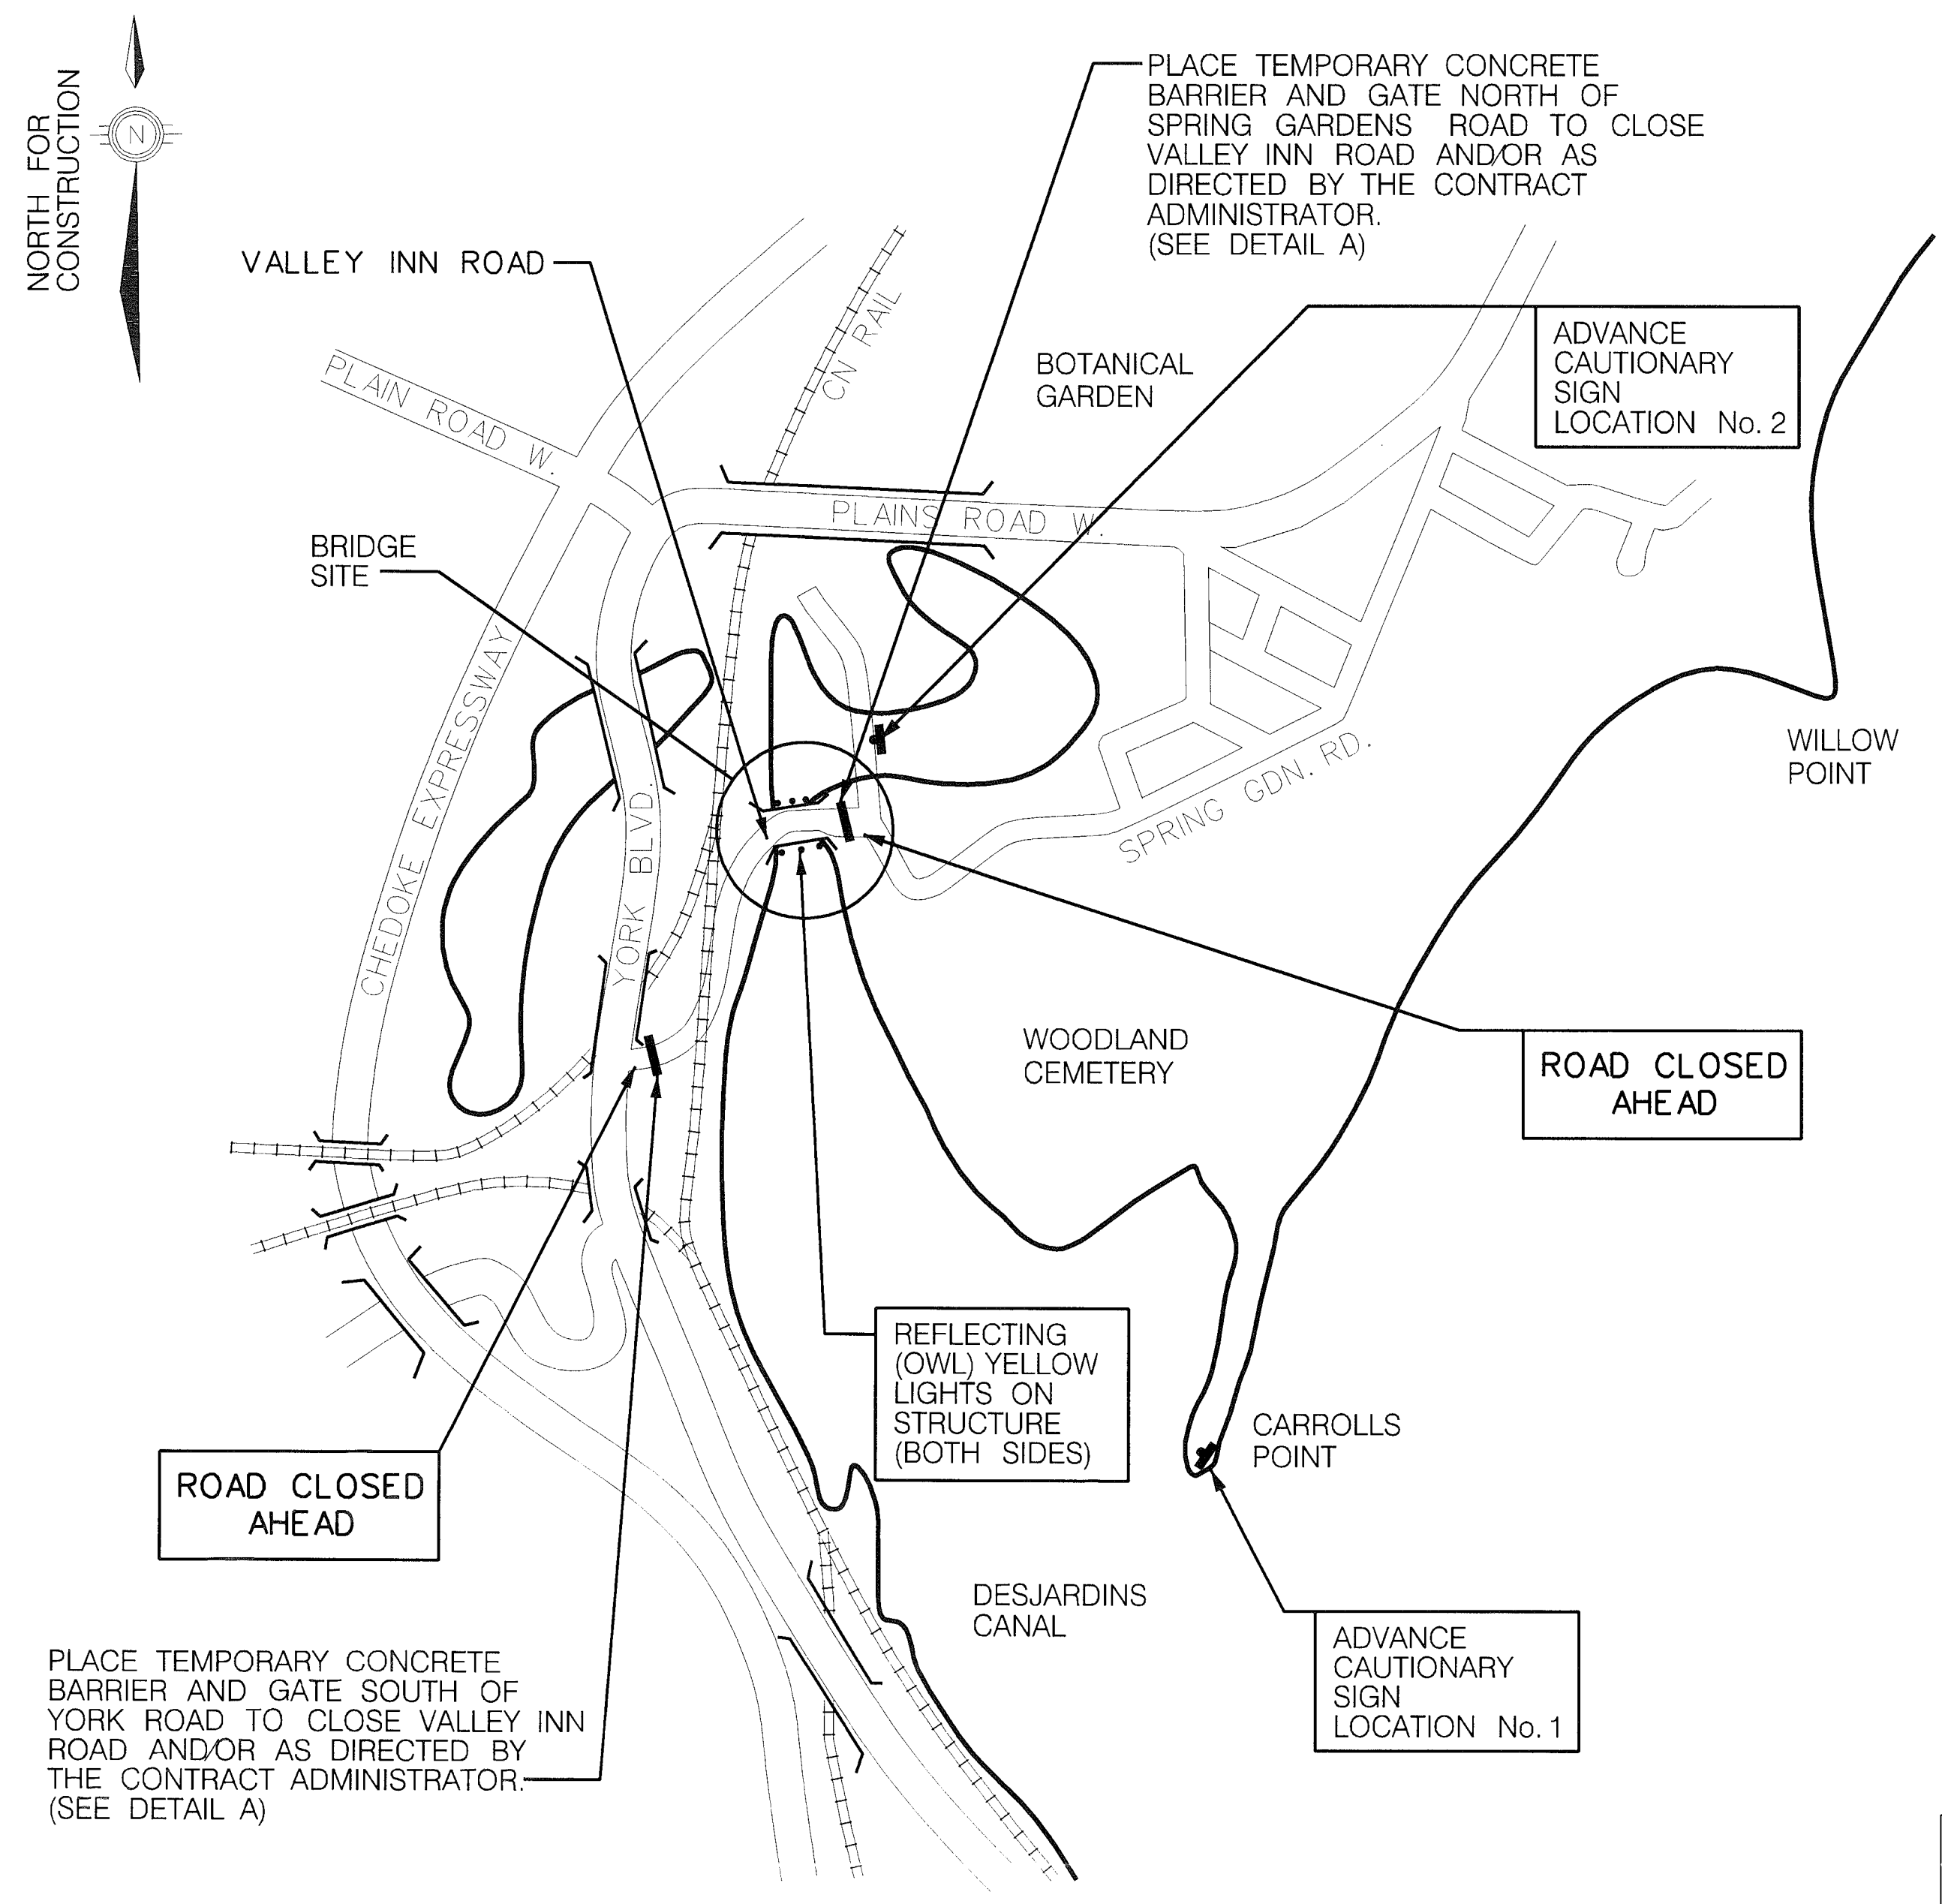 NORTH FOR
CONSTRUCTION
N
PLACE TEMPORARY CONCRETE
BARRIER AND GATE NORTH OF
SPRING GARDENS ROAD TO CLOSE
VALLEY INN ROAD AND/OR AS
DIRECTED BY THE CONTRACT
ADMINISTRATOR.
(SEE DETAIL A)
VALLEY INN ROAD
CN RAIL
BOTANICAL
GARDEN
ADVANCE
CAUTIONARY
SIGN
LOCATION No. 2
PLAIN ROAD W.
PLAINS ROAD W.
BRIDGE
SITE
CHEDOKE EXPRESSWAY
YORK BLVD.
SPRING GDN. RD.
WILLOW
POINT
WOODLAND
CEMETERY
ROAD CLOSED
AHEAD
REFLECTING
(OWL) YELLOW
LIGHTS ON
STRUCTURE
(BOTH SIDES)
CARROLLS
POINT
ROAD CLOSED
AHEAD
DESJARDINS
CANAL
ADVANCE
CAUTIONARY
SIGN
LOCATION No. 1
PLACE TEMPORARY CONCRETE
BARRIER AND GATE SOUTH OF
YORK ROAD TO CLOSE VALLEY INN
ROAD AND/OR AS DIRECTED BY
THE CONTRACT ADMINISTRATOR.
(SEE DETAIL A)